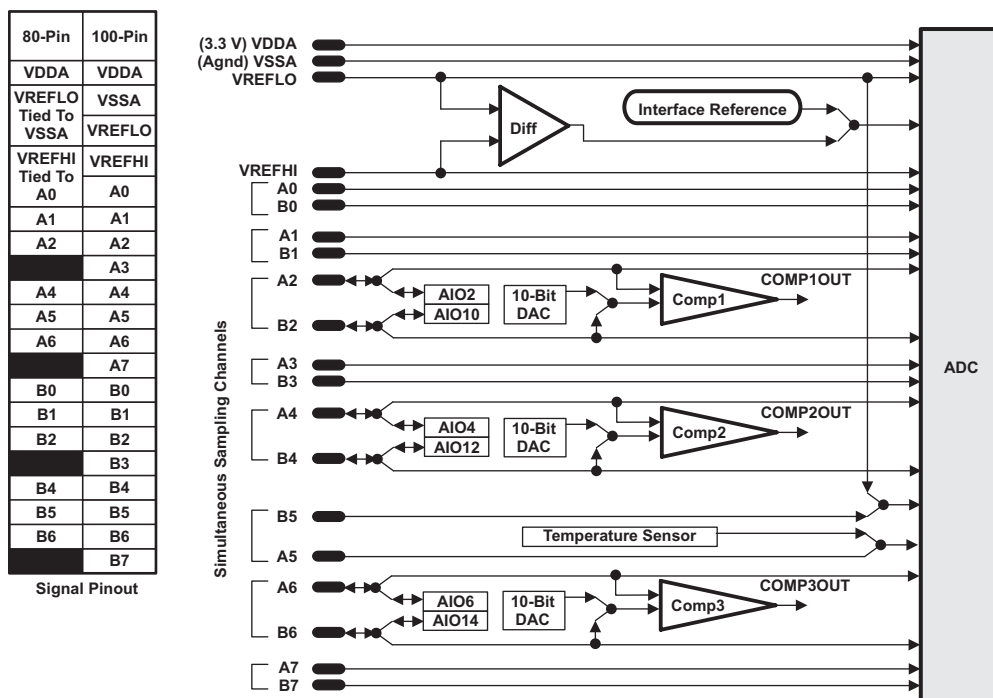 80-Pin 100-Pin
VDDA VDDA
VREFLO
Tied To
VSSA
VSSA
VREFLO
VREFHI
Tied To
A0
VREFHI
A0
A1 A1
A2 A2
A3
A4 A4
A5 A5
A6 A6
A7
B0 B0
B1 B1
B2 B2
B3
B4 B4
B5 B5
B6 B6
B7
Signal Pinout
(3.3 V) VDDA
(Agnd) VSSA
VREFLO
Diff
Interface Reference
VREFHI
A0
B0
A1
B1
A2
B2
AIO2
AIO10
10-Bit
DAC
Comp1
COMP1OUT
A3
B3
A4
B4
AIO4
AIO12
10-Bit
DAC
Comp2
COMP2OUT
B5
Temperature Sensor
A5
A6
B6
AIO6
AIO14
10-Bit
DAC
Comp3
COMP3OUT
A7
B7
Simultaneous Sampling Channels
ADC